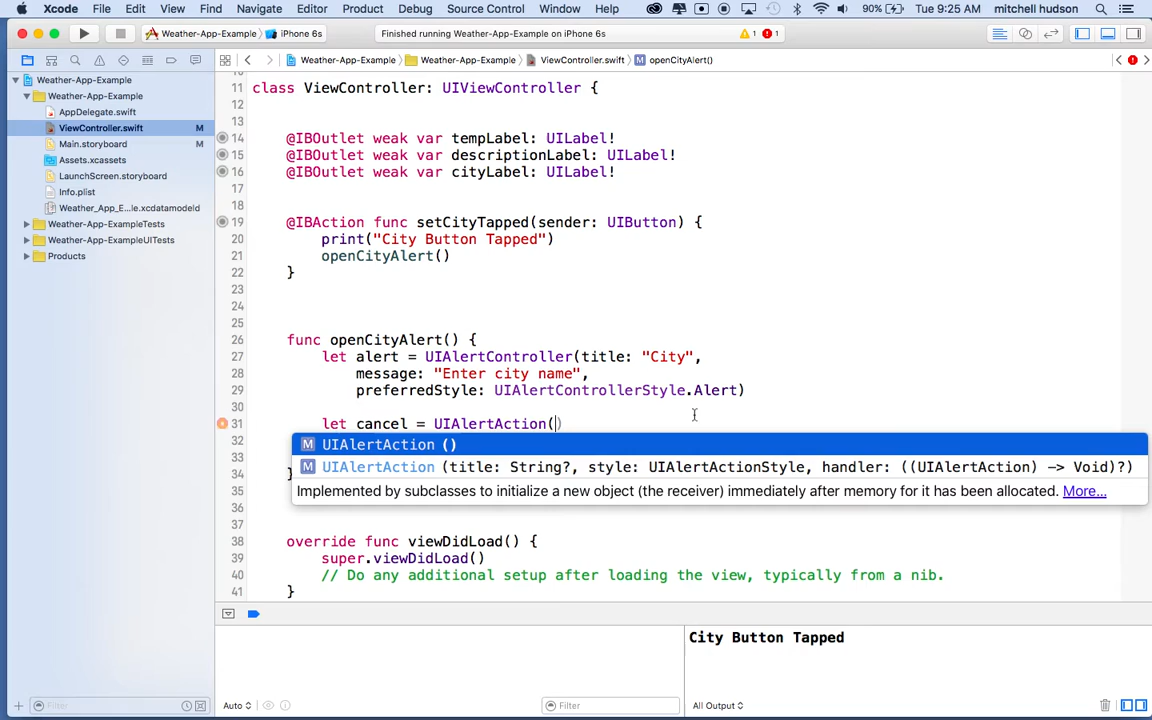 Xcode File Edit View Find Navigate Editor Product Debug Source Control Window Help 90% Tue 9:25 AM mitchell hudson
Weather-App-Example iPhone 6s Finished running Weather-App-Example on iPhone 6s 1 1
Weather-App-Example Weather-App-Example ViewController.swift M openCityAlert()
Weather-App-Example
Weather-App-Example
AppDelegate.swift
ViewController.swift M
Main.storyboard M
Assets.xcassets
LaunchScreen.storyboard
Info.plist
Weather_App_E...le.xcdatamodeld
Weather-App-ExampleTests
Weather-App-ExampleUITests
Products
Filter
10
11 class ViewController: UIViewController {
12
13
14 @IBOutlet weak var tempLabel: UILabel!
15 @IBOutlet weak var descriptionLabel: UILabel!
16 @IBOutlet weak var cityLabel: UILabel!
17
18
19 @IBAction func setCityTapped(sender: UIButton) {
20 print("City Button Tapped")
21 openCityAlert()
22 }
23
24
25
26 func openCityAlert() {
27 let alert = UIAlertController(title: "City",
28 message: "Enter city name",
29 preferredStyle: UIAlertControllerStyle.Alert)
30
31 let cancel = UIAlertAction()
32
M UIAlertAction ()
33
M UIAlertAction (title: String?, style: UIAlertActionStyle, handler: ((UIAlertAction) -> Void)?)
34 }
Implemented by subclasses to initialize a new object (the receiver) immediately after memory for it has been allocated. More...
35
36
37
38 override func viewDidLoad() {
39 super.viewDidLoad()
40 // Do any additional setup after loading the view, typically from a nib.
41 }
City Button Tapped
Auto Filter All Output